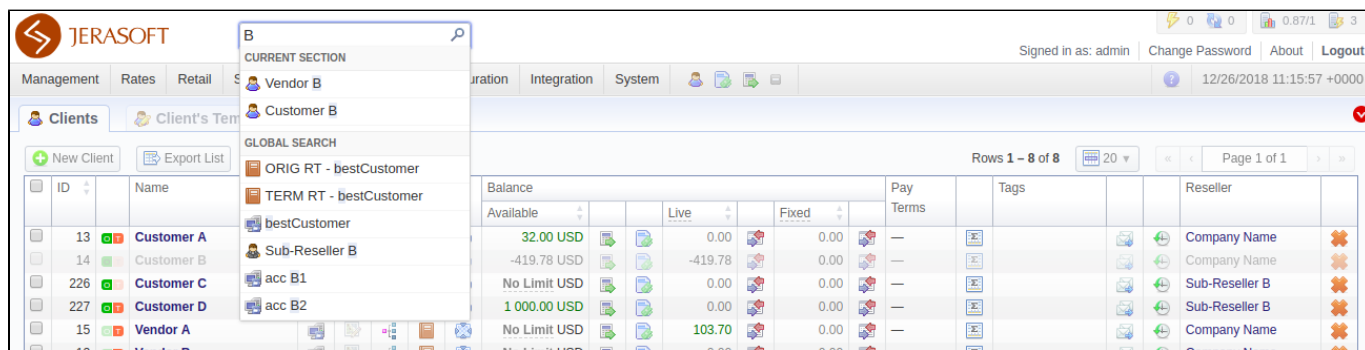 0 0 0.87/1 3
JERASOFT
B
Signed in as: admin Change Password About Logout
CURRENT SECTION
Vendor B
Customer B
Management Rates Retail S uration Integration System 12/26/2018 11:15:57 +0000
Clients Client's Tem
GLOBAL SEARCH
ORIG RT - bestCustomer
TERM RT - bestCustomer
bestCustomer
Sub-Reseller B
acc B1
acc B2
New Client Export List Rows 1 – 8 of 8 20 Page 1 of 1
ID Name Balance Pay Terms Tags Reseller
Available Live Fixed
13 O T Customer A 32.00 USD 0.00 0.00 — Company Name
14 Customer B -419.78 USD -419.78 0.00 Company Name
226 O Customer C No Limit USD 0.00 0.00 — Sub-Reseller B
227 O T Customer D 1 000.00 USD 0.00 0.00 — Sub-Reseller B
15 T Vendor A No Limit USD 103.70 0.00 — Company Name